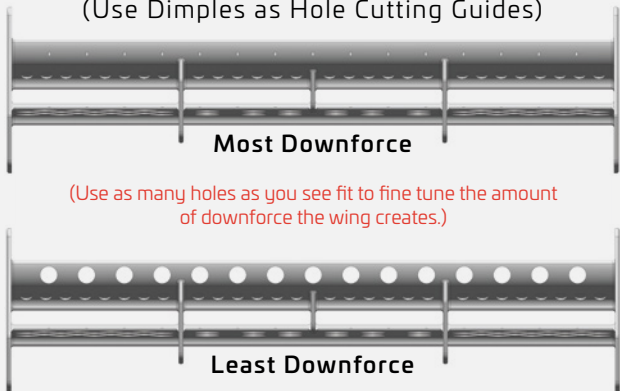 (Use Dimples as Hole Cutting Guides)
Most Downforce
(Use as many holes as you see fit to fine tune the amount
of downforce the wing creates.)
Least Downforce